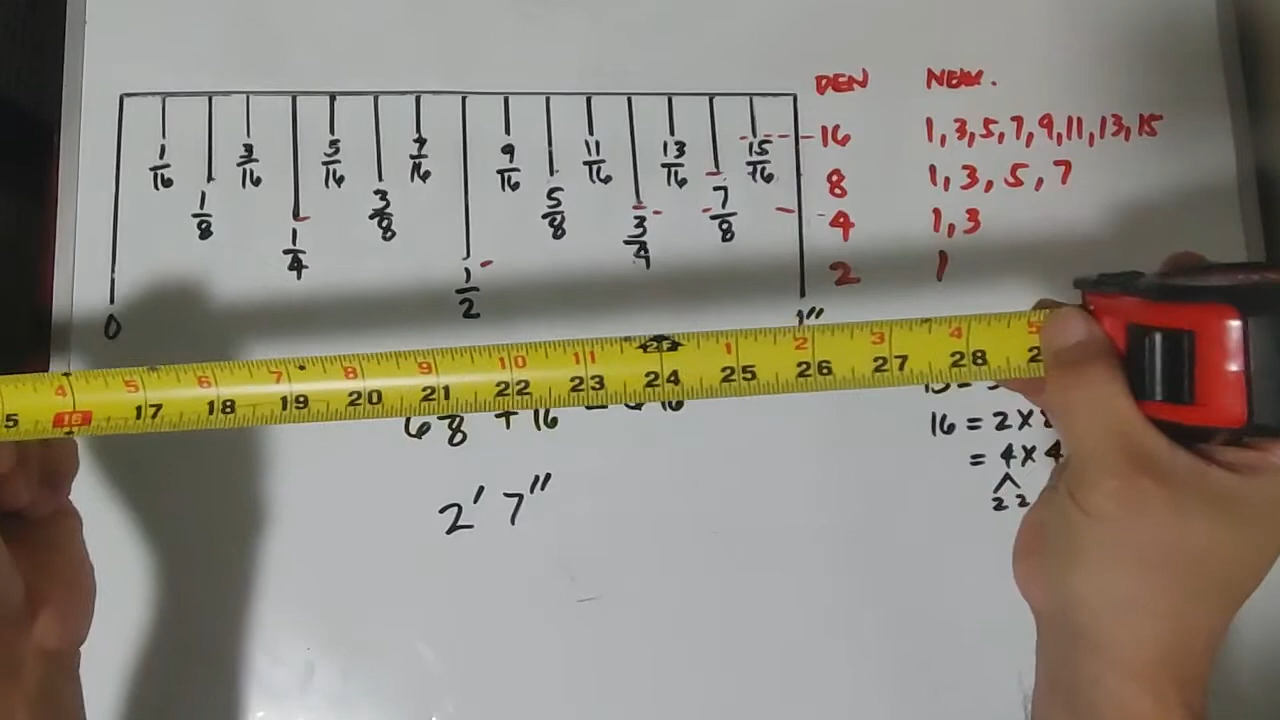 DEN NUM.
1/16 3/16 5/16 7/16 9/16 11/16 13/16 15/16 16 1, 3, 5, 7, 9, 11, 13, 15
1/8 3/8 5/8 7/8 8 1, 3, 5, 7
1/4 3/4 4 1, 3
1/2 2 1
0 1"
4 5 6 7 8 9 10 11 1 2 3 4 5
5 16 17 18 19 20 21 22 23 24 25 26 27 28 2
6 8 + 16
16 = 2 x
= 4 x 4
2 2
2' 7"